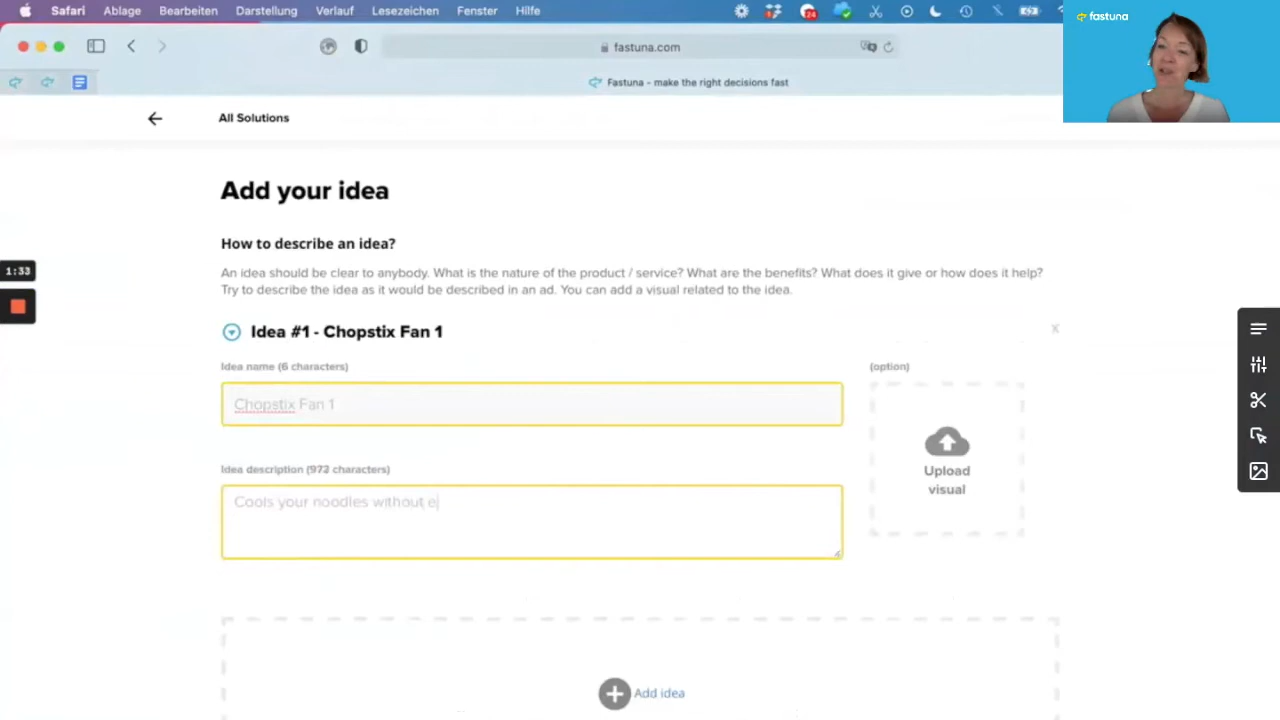 Safari Ablage Bearbeiten Darstellung Verlauf Lesezeichen Fenster Hilfe
24
fastuna
fastuna.com
Fastuna - make the right decisions fast
All Solutions
Add your idea
How to describe an idea?
An idea should be clear to anybody. What is the nature of the product / service? What are the benefits? What does it give or how does it help?
Try to describe the idea as it would be described in an ad. You can add a visual related to the idea.
1:33
Idea #1 - Chopstix Fan 1
x
Idea name (6 characters)
(option)
Chopstix Fan 1
Upload
visual
Idea description (972 characters)
Cools your noodles without e
Add idea